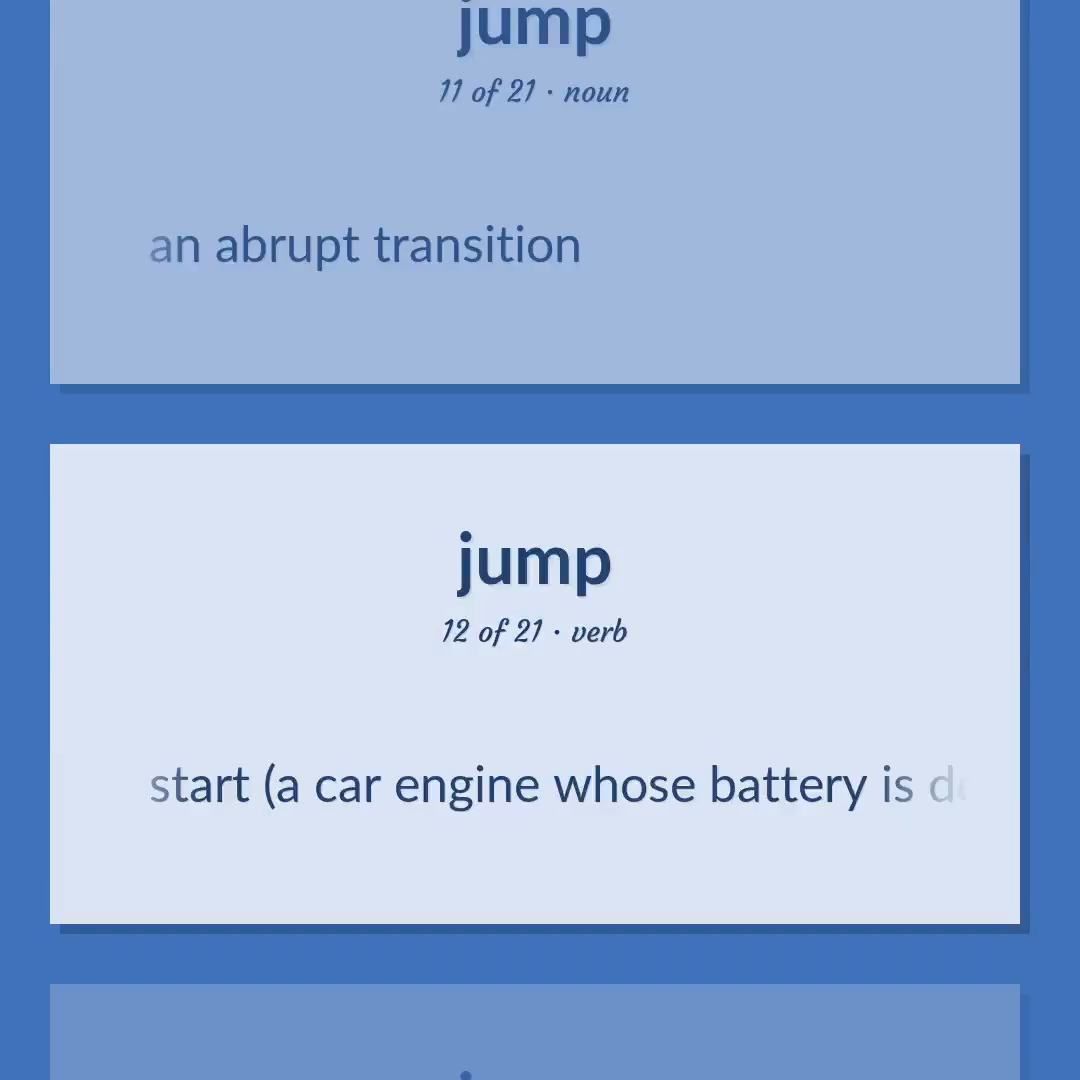 jump
11 of 21 · noun
an abrupt transition
jump
12 of 21 · verb
start (a car engine whose battery is